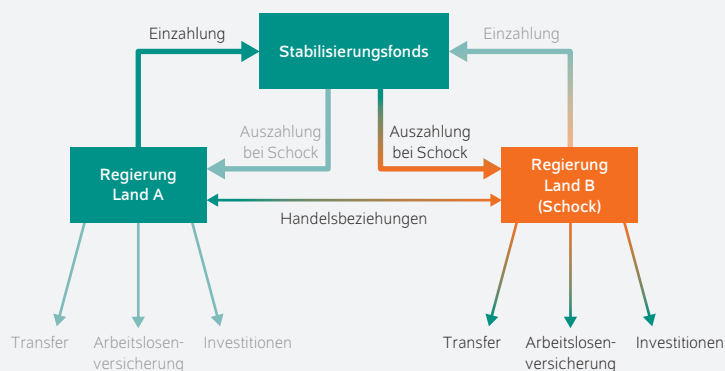 Einzahlung
Stabilisierungsfonds
Einzahlung
Auszahlung
bei Schock
Auszahlung
bei Schock
Regierung
Land A
Regierung
Land B
(Schock)
Handelsbeziehungen
Transfer
Arbeitslosen-
versicherung
Investitionen
Transfer
Arbeitslosen-
versicherung
Investitionen